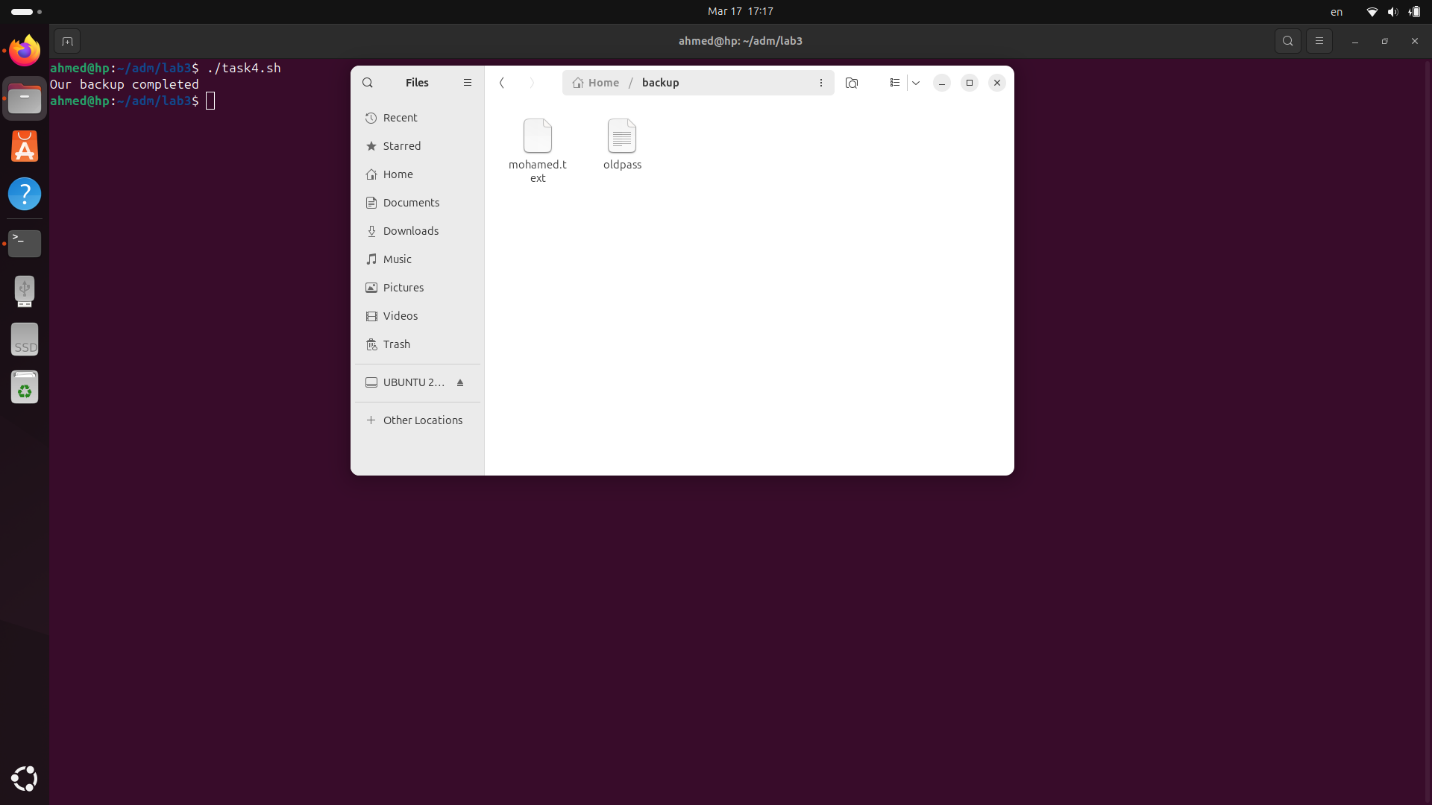 Mar 17 17:17
en
ahmed@hp: ~/adm/lab3
ahmed@hp:~/adm/lab3$ ./task4.sh
Our backup completed
ahmed@hp:~/adm/lab3$
Files
Home / backup
Recent
Starred
Home
Documents
Downloads
Music
Pictures
Videos
Trash
UBUNTU 2...
Other Locations
mohamed.t
ext
oldpass
>_
SSD